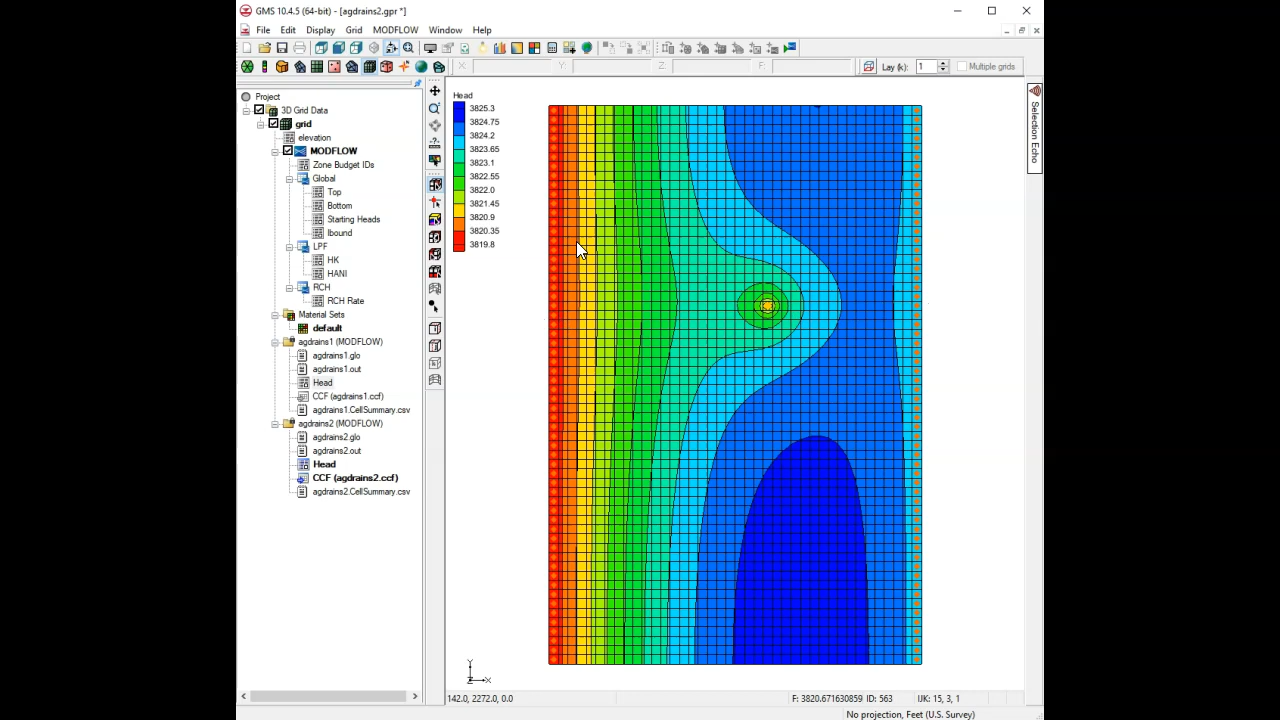 GMS 10.4.5 (64-bit) - [agdrains2.gpr *]
File Edit Display Grid MODFLOW Window Help
X: Y: Z: F: Lay (k): 1 Multiple grids
Project
3D Grid Data
grid
elevation
MODFLOW
Zone Budget IDs
Global
Top
Bottom
Starting Heads
Ibound
LPF
HK
HANI
RCH
RCH Rate
Material Sets
default
agdrains1 (MODFLOW)
agdrains1.glo
agdrains1.out
Head
CCF (agdrains1.ccf)
agdrains1.CellSummary.csv
agdrains2 (MODFLOW)
agdrains2.glo
agdrains2.out
Head
CCF (agdrains2.ccf)
agdrains2.CellSummary.csv
Head
3825.3
3824.75
3824.2
3823.65
3823.1
3822.55
3822.0
3821.45
3820.9
3820.35
3819.8
Selection Echo
Y
Z X
142.0, 2272.0, 0.0 F: 3820.671630859 ID: 563 IJK: 15, 3, 1
No projection, Feet (U.S. Survey)